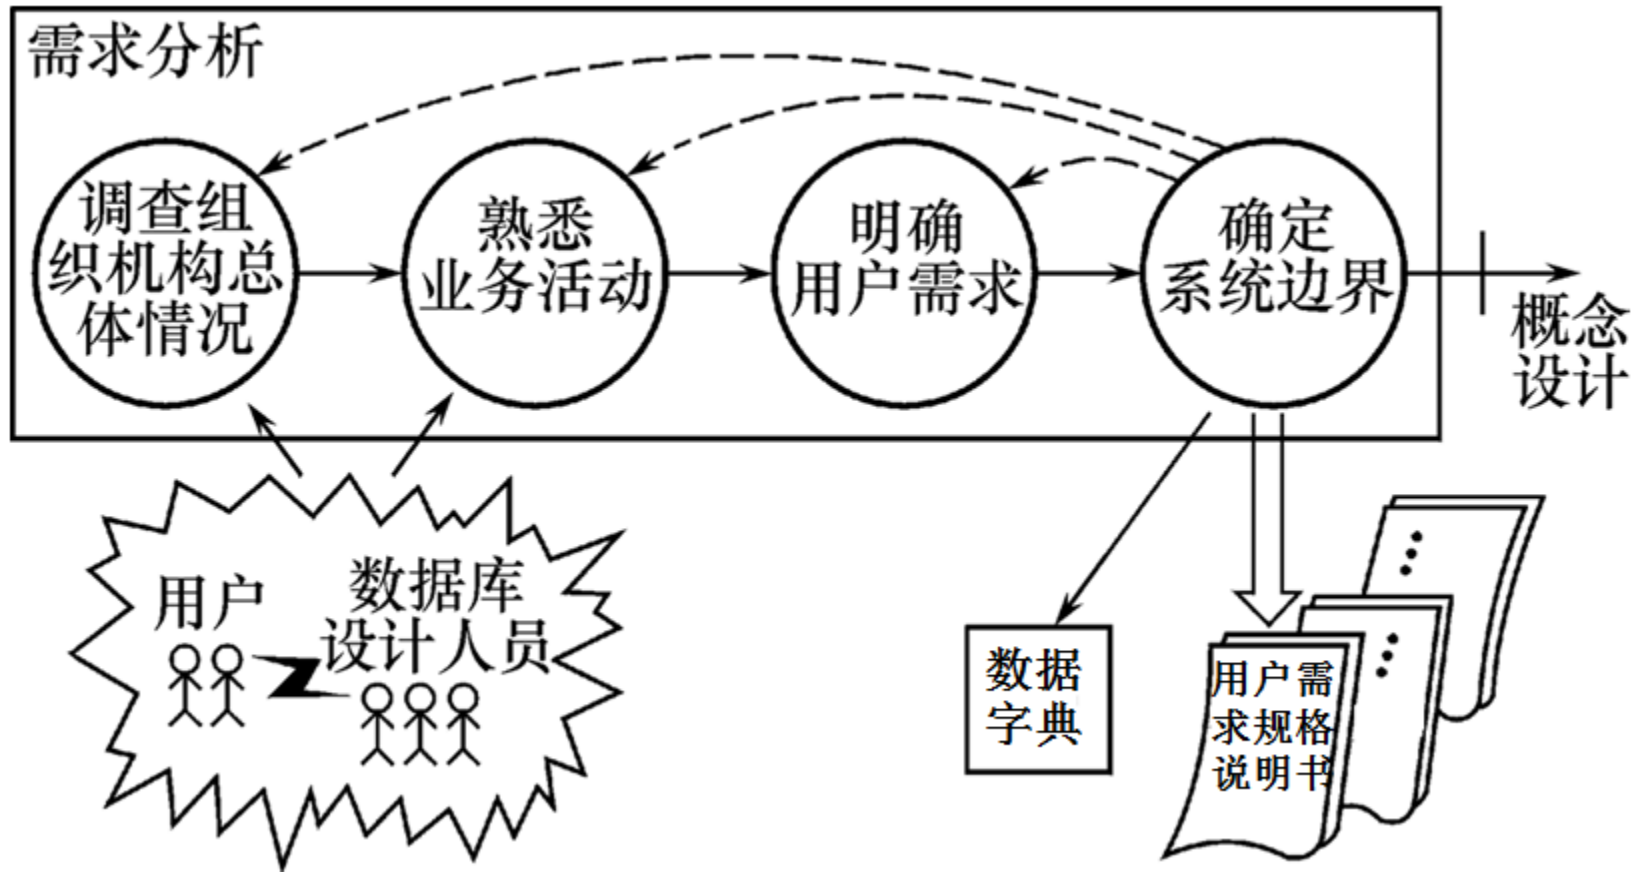 需求分析
调查组
织机构总
体情况
熟悉
业务活动
明确
用户需求
确定
系统边界
概念
设计
用户
数据库
设计人员
数据
字典
用户需
求规格
说明书